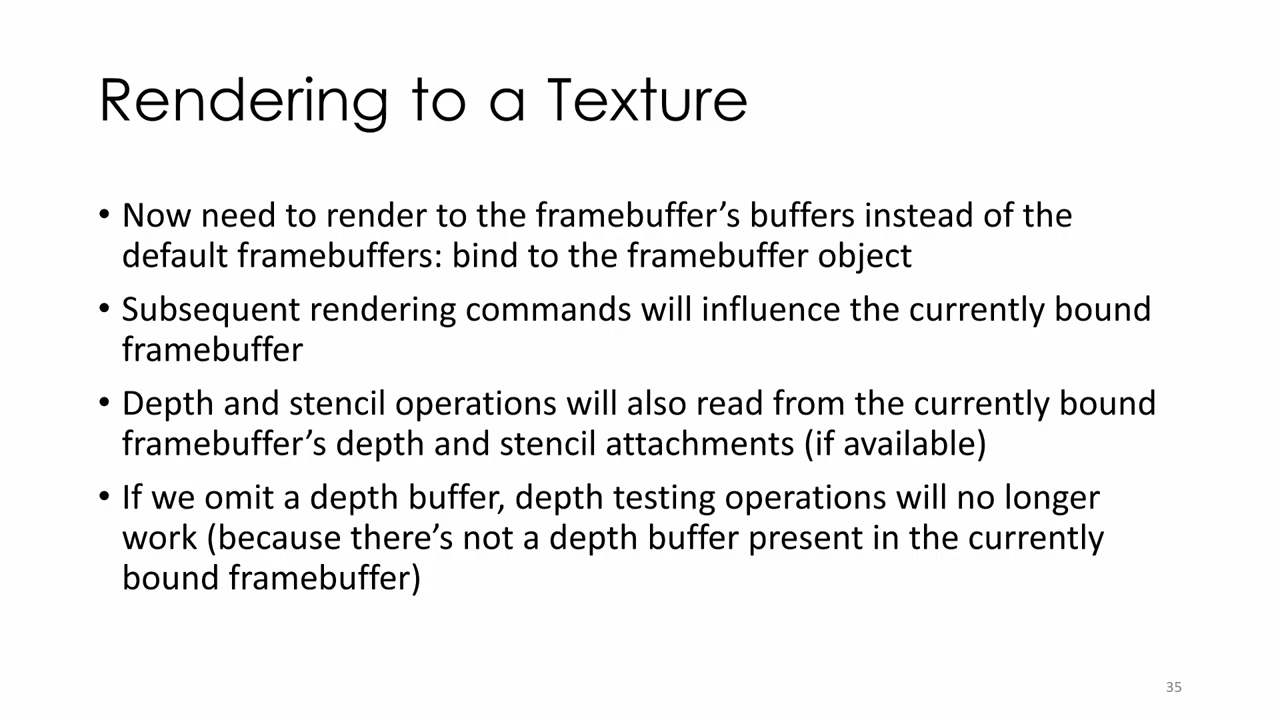 Rendering to a Texture
• Now need to render to the framebuffer’s buffers instead of the
default framebuffers: bind to the framebuffer object
• Subsequent rendering commands will influence the currently bound
framebuffer
• Depth and stencil operations will also read from the currently bound
framebuffer’s depth and stencil attachments (if available)
• If we omit a depth buffer, depth testing operations will no longer
work (because there’s not a depth buffer present in the currently
bound framebuffer)
35